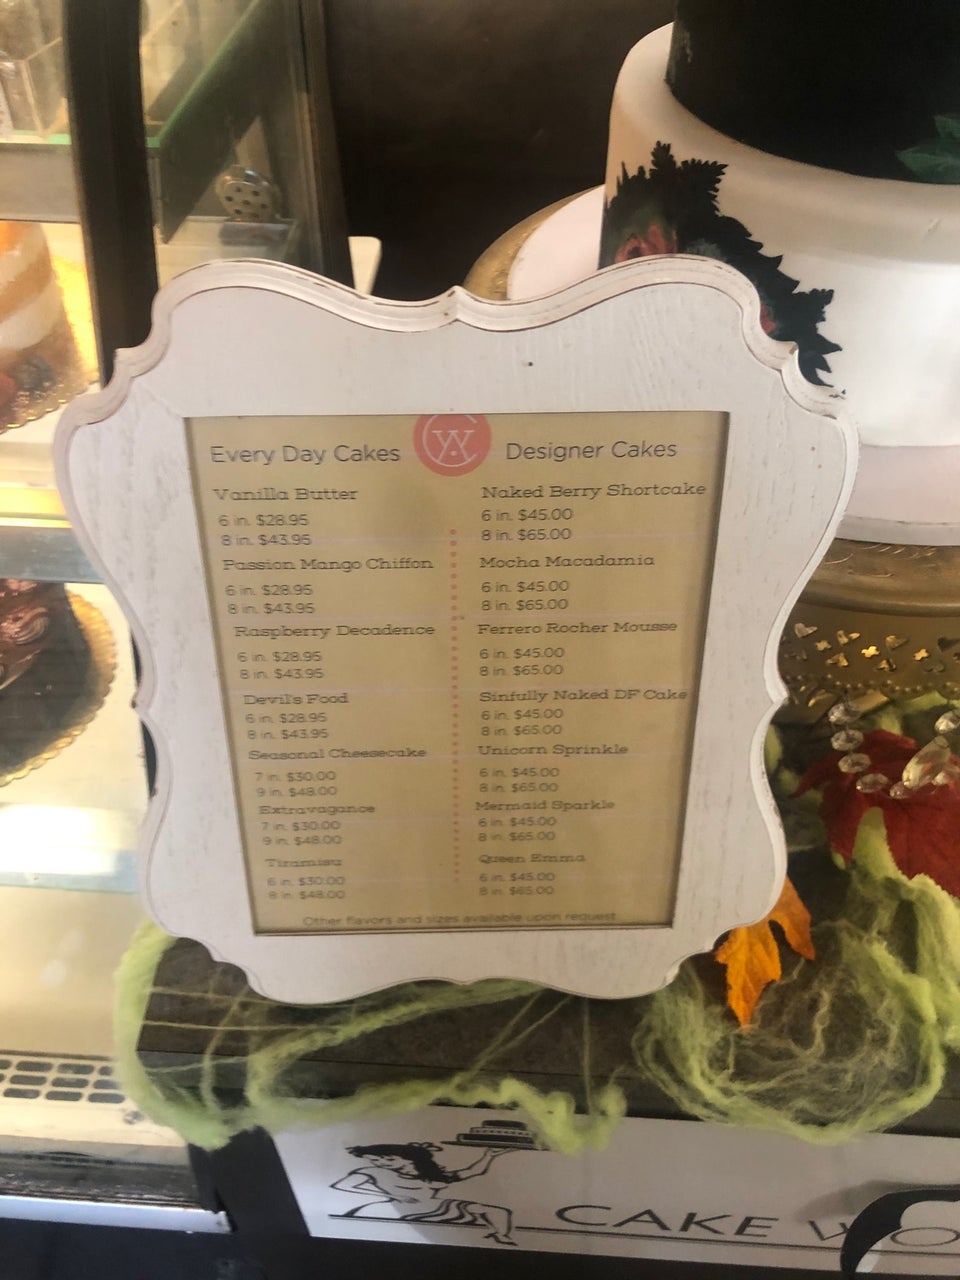 Every Day Cakes
Vanilla Butter
6 in. $28.95
8 in. $43.95
Passion Mango Chiffon
6 in. $28.95
8 in. $43.95
Raspberry Decadence
6 in. $28.95
8 in. $43.95
Devil's Food
6 in. $28.95
8 in. $43.95
Seasonal Cheesecake
7 in. $30.00
9 in. $48.00
Extravagance
7 in. $30.00
9 in. $48.00
Tiramisu
6 in. $30.00
8 in. $48.00
Designer Cakes
Naked Berry Shortcake
6 in. $45.00
8 in. $65.00
Mocha Macadamia
6 in. $45.00
8 in. $65.00
Ferrero Rocher Mousse
6 in. $45.00
8 in. $65.00
Sinfully Naked DF Cake
6 in. $45.00
8 in. $65.00
Unicorn Sprinkle
6 in. $45.00
8 in. $65.00
Mermaid Sparkle
6 in. $45.00
8 in. $65.00
Queen Emma
6 in. $45.00
8 in. $65.00
Other flavors and sizes available upon request
CAKE